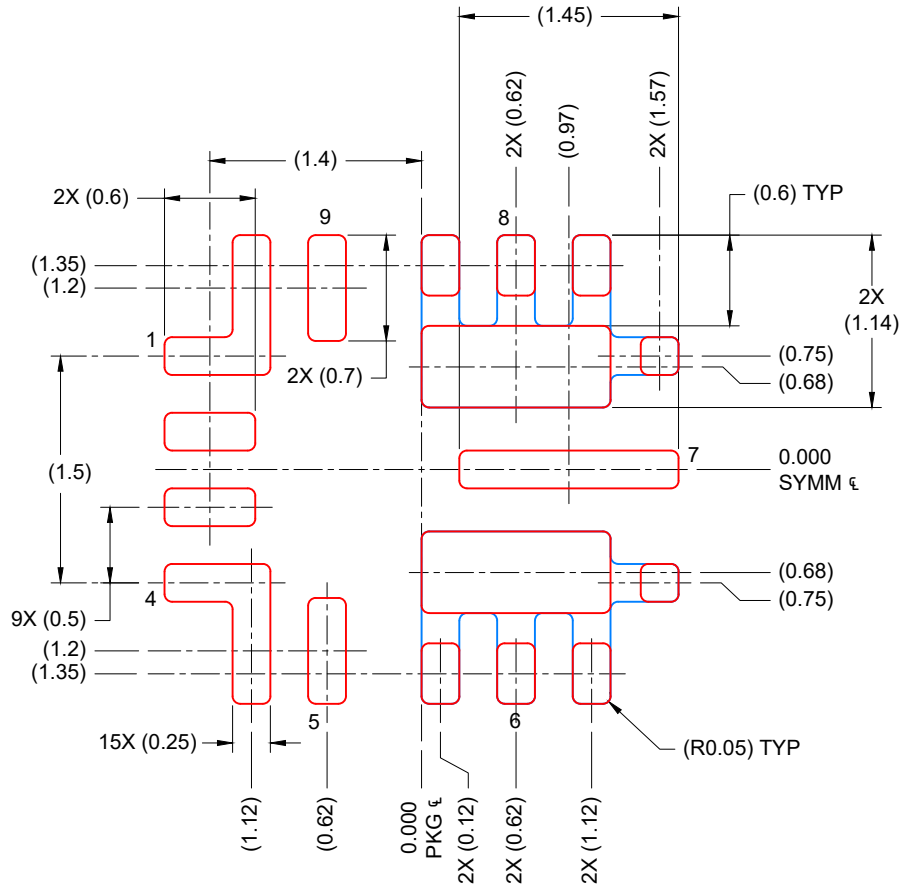 (1.45)
2X (0.62)
(0.97)
2X (1.57)
(1.4)
2X (0.6)
(0.6) TYP
9
8
(1.35)
(1.2)
2X
(1.14)
1
2X (0.7)
(0.75)
(0.68)
7
(1.5)
0.000
SYMM ℄
(0.68)
(0.75)
4
9X (0.5)
(1.2)
(1.35)
5
6
15X (0.25)
(R0.05) TYP
(1.12)
(0.62)
0.000
PKG ℄
2X (0.12)
2X (0.62)
2X (1.12)